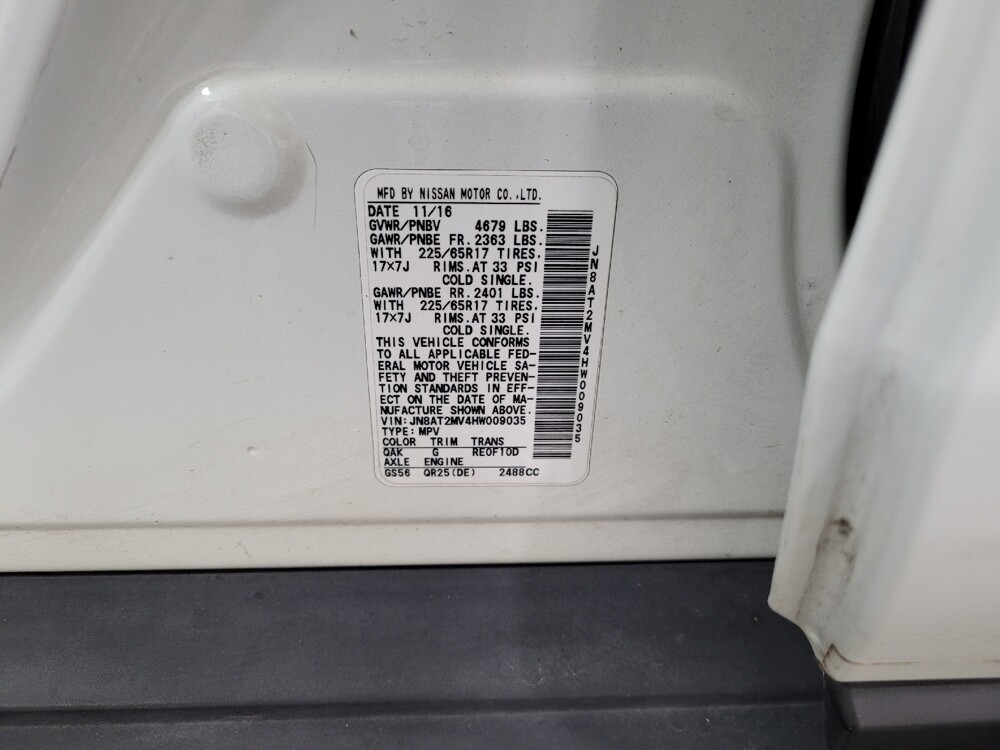 MFD BY NISSAN MOTOR CO.,LTD.
DATE 11/16
GVWR/PNBV 4679 LBS.
GAWR/PNBE FR. 2363 LBS.
WITH 225/65R17 TIRES.
17×7J RIMS.AT 33 PSI
COLD SINGLE.
GAWR/PNBE RR. 2401 LBS.
WITH 225/65R17 TIRES.
17×7J RIMS.AT 33 PSI
COLD SINGLE.
THIS VEHICLE CONFORMS
TO ALL APPLICABLE FED-
ERAL MOTOR VEHICLE SA-
FETY AND THEFT PREVEN-
TION STANDARDS IN EFF-
ECT ON THE DATE OF MA-
NUFACTURE SHOWN ABOVE.
VIN: JN8AT2MV4HW009035
TYPE: MPV
COLOR TRIM TRANS
QAK G RE0F10D
AXLE ENGINE
GS56 QR25(DE) 2488CC
JN8AT2MV4HW009035